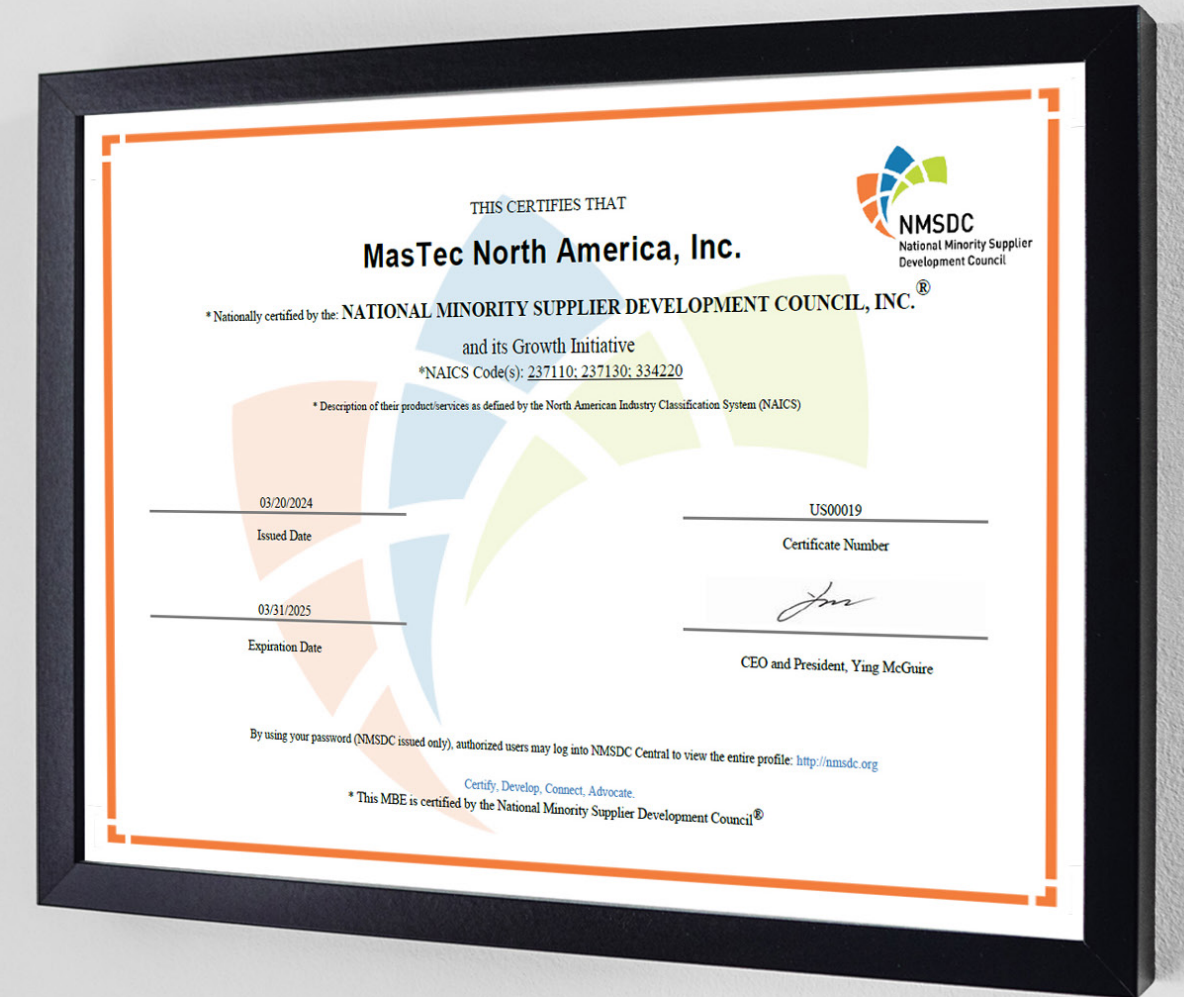 THIS CERTIFIES THAT
MasTec North America, Inc.
NMSDC
National Minority Supplier
Development Council
* Nationally certified by the: NATIONAL MINORITY SUPPLIER DEVELOPMENT COUNCIL, INC.®
and its Growth Initiative
*NAICS Code(s): 237110; 237130; 334220
* Description of their product/services as defined by the North American Industry Classification System (NAICS)
03/20/2024
Issued Date
US00019
Certificate Number
03/31/2025
Expiration Date
CEO and President, Ying McGuire
By using your password (NMSDC issued only), authorized users may log into NMSDC Central to view the entire profile: http://nmsdc.org
Certify, Develop, Connect, Advocate.
* This MBE is certified by the National Minority Supplier Development Council®